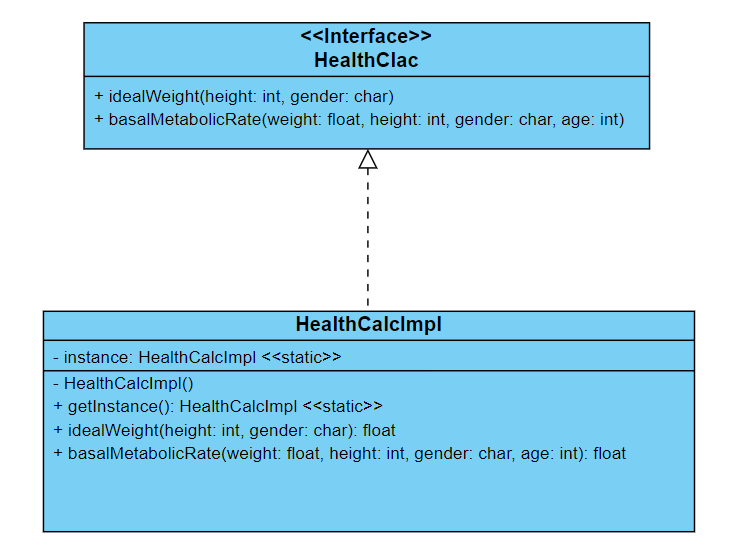 <<Interface>>
HealthClac
+ idealWeight(height: int, gender: char)
+ basalMetabolicRate(weight: float, height: int, gender: char, age: int)
HealthCalcImpl
- instance: HealthCalcImpl <<static>>
- HealthCalcImpl()
+ getInstance(): HealthCalcImpl <<static>>
+ idealWeight(height: int, gender: char): float
+ basalMetabolicRate(weight: float, height: int, gender: char, age: int): float